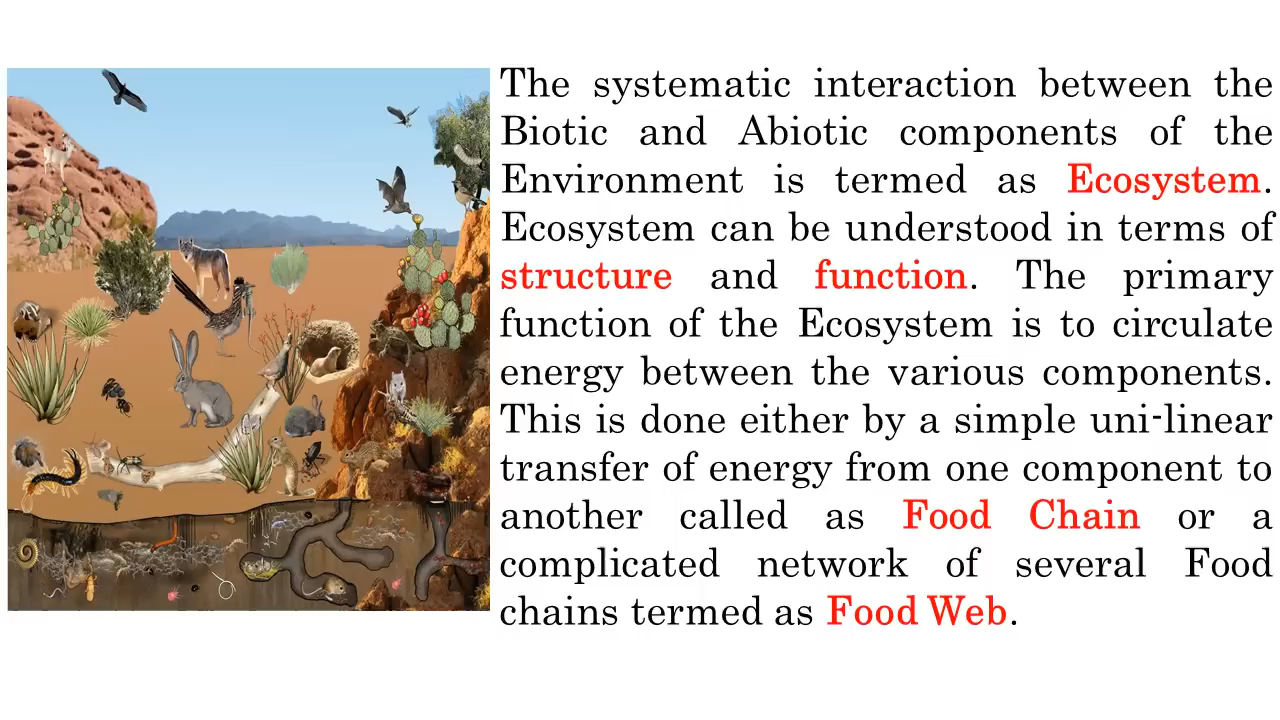 The systematic interaction between the
Biotic and Abiotic components of the
Environment is termed as Ecosystem.
Ecosystem can be understood in terms of
structure and function. The primary
function of the Ecosystem is to circulate
energy between the various components.
This is done either by a simple uni-linear
transfer of energy from one component to
another called as Food Chain or a
complicated network of several Food
chains termed as Food Web.